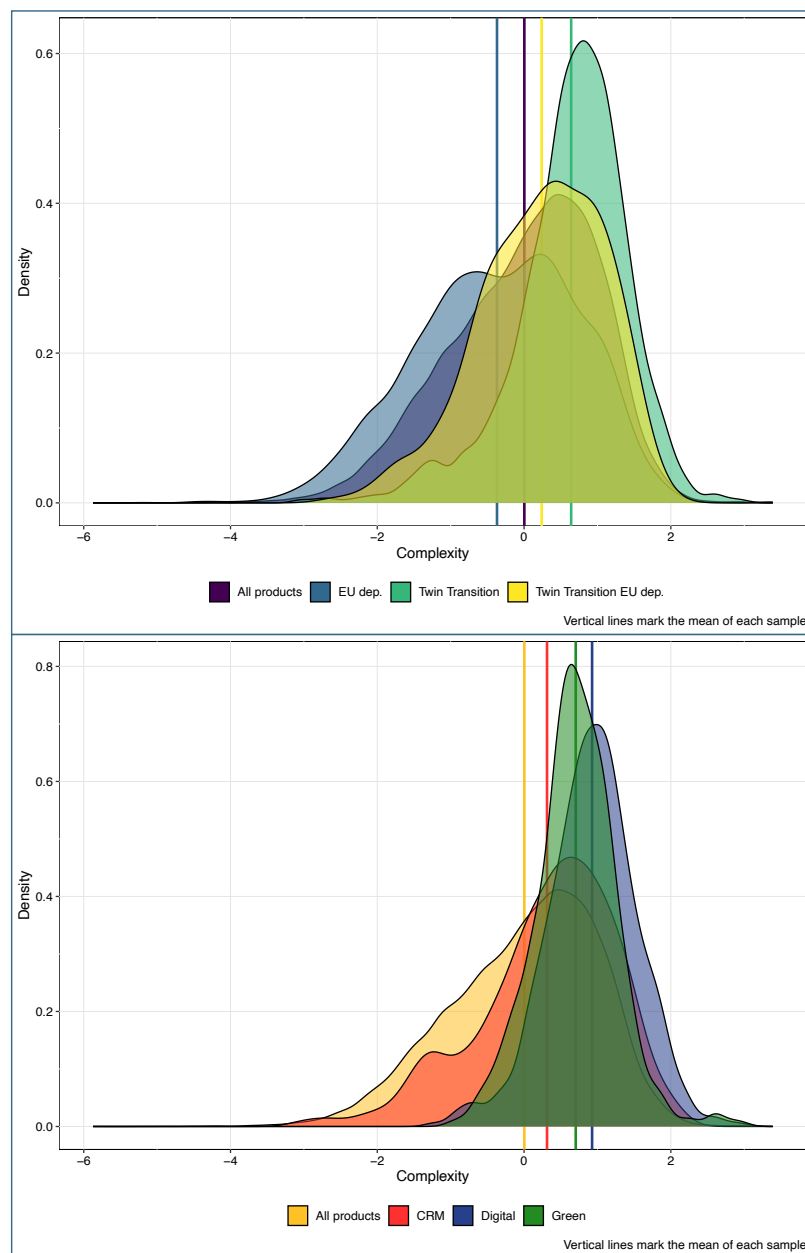 0.6
0.4
0.2
0.0
Density
−6 −4 −2 0 2
Complexity
All products EU dep. Twin Transition Twin Transition EU dep.
Vertical lines mark the mean of each sample
0.8
0.6
0.4
0.2
0.0
Density
−6 −4 −2 0 2
Complexity
All products CRM Digital Green
Vertical lines mark the mean of each sample